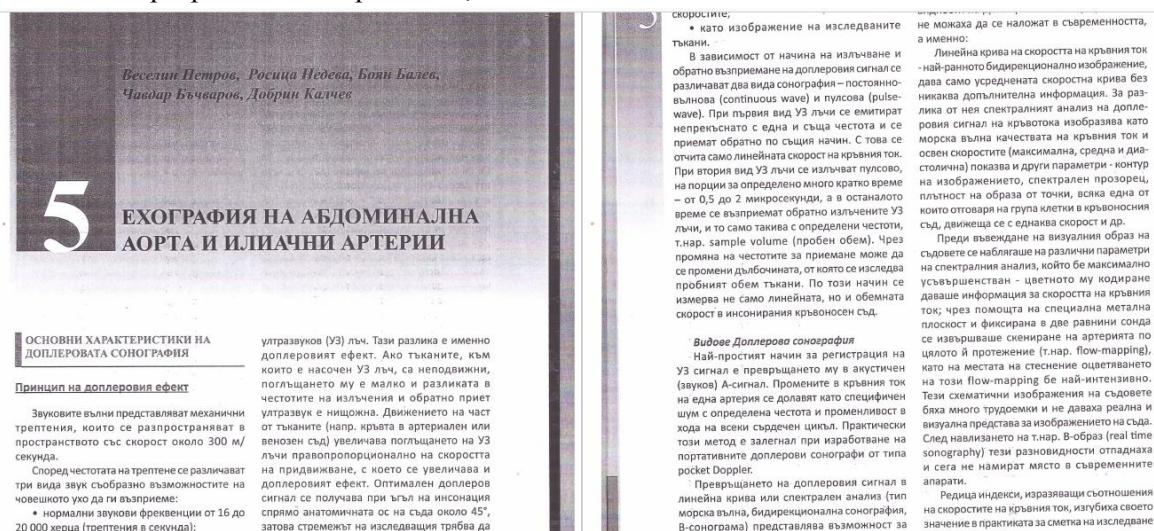 Веселин Петров, Росица Недева, Боян Балев,
Чавдар Бъчваров, Добрин Калчев
5
ЕХОГРАФИЯ НА АБДОМИНАЛНА
АОРТА И ИЛИАЧНИ АРТЕРИИ
ОСНОВНИ ХАРАКТЕРИСТИКИ НА
ДОПЛЕРОВАТА СОНОГРАФИЯ
Принцип на доплеровия ефект
Звуковите вълни представляват механични
трептения, които се разпространяват в
пространството със скорост около 300 м/
секунда.
Според честотата на трептене се различават
три вида звук съобразно възможностите на
човешкото ухо да ги възприеме:
• нормални звукови фреквенции от 16 до
20 000 херца (трептения в секунда);
ултразвуков (УЗ) лъч. Тази разлика е именно
доплеровият ефект. Ако тъканите, към
които е насочен УЗ лъч, са неподвижни,
поглъщането му е малко и разликата в
честотите на излъчения и обратно приет
ултразвук е нищожна. Движението на част
от тъканите (напр. кръвта в артериален или
венозен съд) увеличава поглъщането на УЗ
лъчи правопропорционално на скоростта
на придвижване, с което се увеличава и
доплеровият ефект. Оптимален доплеров
сигнал се получава при ъгъл на инсонация
спрямо анатомичната ос на съда около 45°,
затова стремежът на изследващия трябва да
скоростите;
• като изображение на изследваните
тъкани.
В зависимост от начина на излъчване и
обратно възприемане на доплеровия сигнал се
различават два вида сонография – постоянно-
вълнова (continuous wave) и пулсова (pulse-
wave). При първия вид УЗ лъчи се емитират
непрекъснато с една и съща честота и се
приемат обратно по същия начин. С това се
отчита само линейната скорост на кръвния ток.
При втория вид УЗ лъчи се излъчват пулсово,
на порции за определено много кратко време
– от 0,5 до 2 микросекунди, а в останалото
време се възприемат обратно излъчените УЗ
лъчи, и то само такива с определени честоти,
т.нар. sample volume (пробен обем). Чрез
промяна на честотите за приемане може да
се промени дълбочината, от която се изследва
пробният обем тъкани. По този начин се
измерва не само линейната, но и обемната
скорост в инсонирания кръвоносен съд.
Видове Доплерова сонография
Най-простият начин за регистрация на
УЗ сигнал е превръщането му в акустичен
(звуков) А-сигнал. Промените в кръвния ток
на една артерия се долавят като специфичен
шум с определена честота и променливост в
хода на всеки сърдечен цикъл. Практически
този метод е залегнал при изработване на
портативните доплерови сонографи от типа
pocket Doppler.
Превръщането на доплеровия сигнал в
линейна крива или спектрален анализ (тип
морска вълна, бидирекционална сонография,
В-сонограма) представлява възможност за
не можаха да се наложат в съвременността,
а именно:
Линейна крива на скоростта на кръвния ток
- най-ранното бидирекционално изображение,
дава само усреднената скоростна крива без
никаква допълнителна информация. За раз-
лика от нея спектралният анализ на допле-
ровия сигнал на кръвотока изобразява като
морска вълна качествата на кръвния ток и
освен скоростите (максимална, средна и диа-
столична) показва и други параметри - контур
на изображението, спектрален прозорец,
плътност на образа от точки, всяка една от
които отговаря на група клетки в кръвоносния
съд, движеща се с еднаква скорост и др.
Преди въвеждане на визуалния образ на
съдовете се наблягаше на различни параметри
на спектралния анализ, който бе максимално
усъвършенстван - цветното му кодиране
даваше информация за скоростта на кръвния
ток; чрез помощта на специална метална
плоскост и фиксирана в две равнини сонда
се извършваше скениране на артерията по
цялото й протежение (т.нар. flow-mapping),
като на местата на стеснение оцветяването
на този flow-mapping бе най-интензивно.
Тези схематични изображения на съдовете
бяха много трудоемки и не даваха реална и
визуална представа за изображението на съда.
След навлизането на т.нар. В-образ (real time
sonography) тези разновидности отпаднаха
и сега не намират място в съвременните
апарати.
Редица индекси, изразяващи съотношения
на скоростите на кръвния ток, изгубиха своето
значение в практиката за сметка на изследване